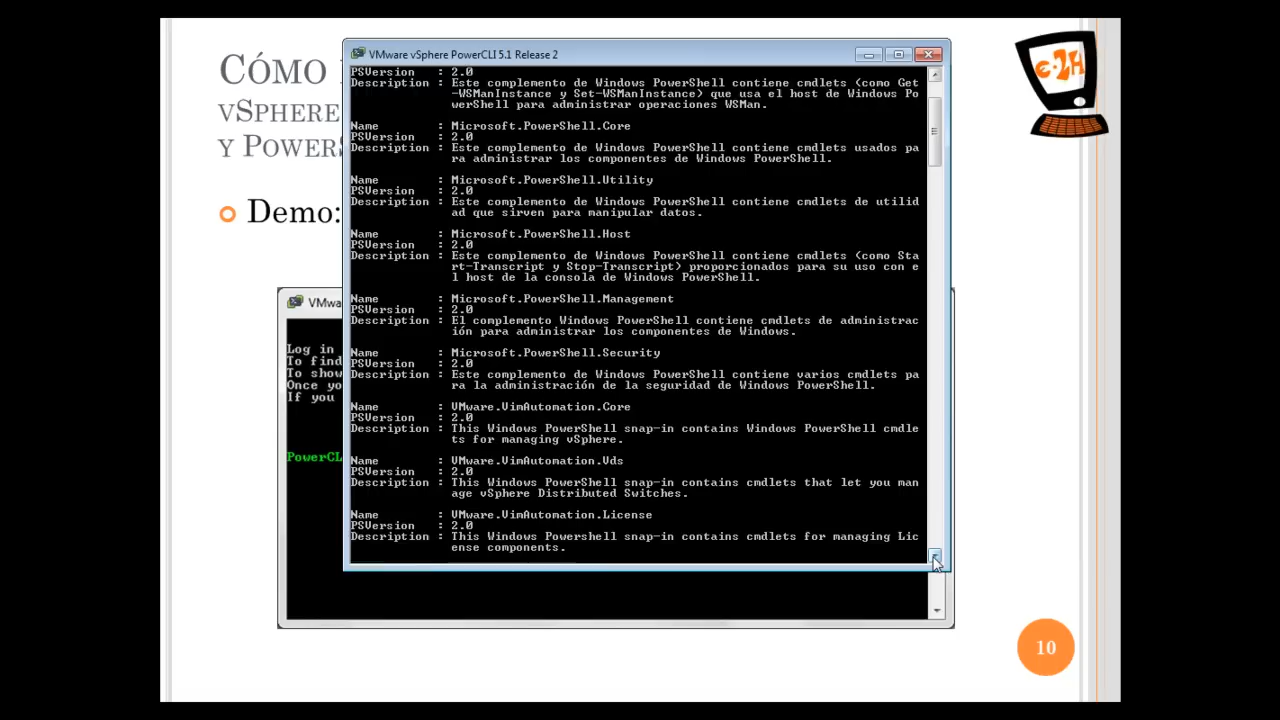 CÓMO
VSPHERE
Y POWERS
Demo:
e-2H
VMware vSphere PowerCLI 5.1 Release 2
PSVersion : 2.0
Description : Este complemento de Windows PowerShell contiene cmdlets (como Get
-WSManInstance y Set-WSManInstance) que usa el host de Windows Po
werShell para administrar operaciones WSMan.
Name : Microsoft.PowerShell.Core
PSVersion : 2.0
Description : Este complemento de Windows PowerShell contiene cmdlets usados pa
ra administrar los componentes de Windows PowerShell.
Name : Microsoft.PowerShell.Utility
PSVersion : 2.0
Description : Este complemento de Windows PowerShell contiene cmdlets de utilid
ad que sirven para manipular datos.
Name : Microsoft.PowerShell.Host
PSVersion : 2.0
Description : Este complemento de Windows PowerShell contiene cmdlets (como Sta
rt-Transcript y Stop-Transcript) proporcionados para su uso con e
l host de la consola de Windows PowerShell.
Name : Microsoft.PowerShell.Management
PSVersion : 2.0
Description : El complemento Windows PowerShell contiene cmdlets de administrac
ión para administrar los componentes de Windows.
Name : Microsoft.PowerShell.Security
PSVersion : 2.0
Description : Este complemento de Windows PowerShell contiene varios cmdlets pa
ra la administración de la seguridad de Windows PowerShell.
Name : VMware.VimAutomation.Core
PSVersion : 2.0
Description : This Windows PowerShell snap-in contains Windows PowerShell cmdle
ts for managing vSphere.
Name : VMware.VimAutomation.Vds
PSVersion : 2.0
Description : This Windows PowerShell snap-in contains cmdlets that let you man
age vSphere Distributed Switches.
Name : VMware.VimAutomation.License
PSVersion : 2.0
Description : This Windows Powershell snap-in contains cmdlets for managing Lic
ense components.
VMwa
Log in
To find
To show
Once yo
If you
PowerCL
10